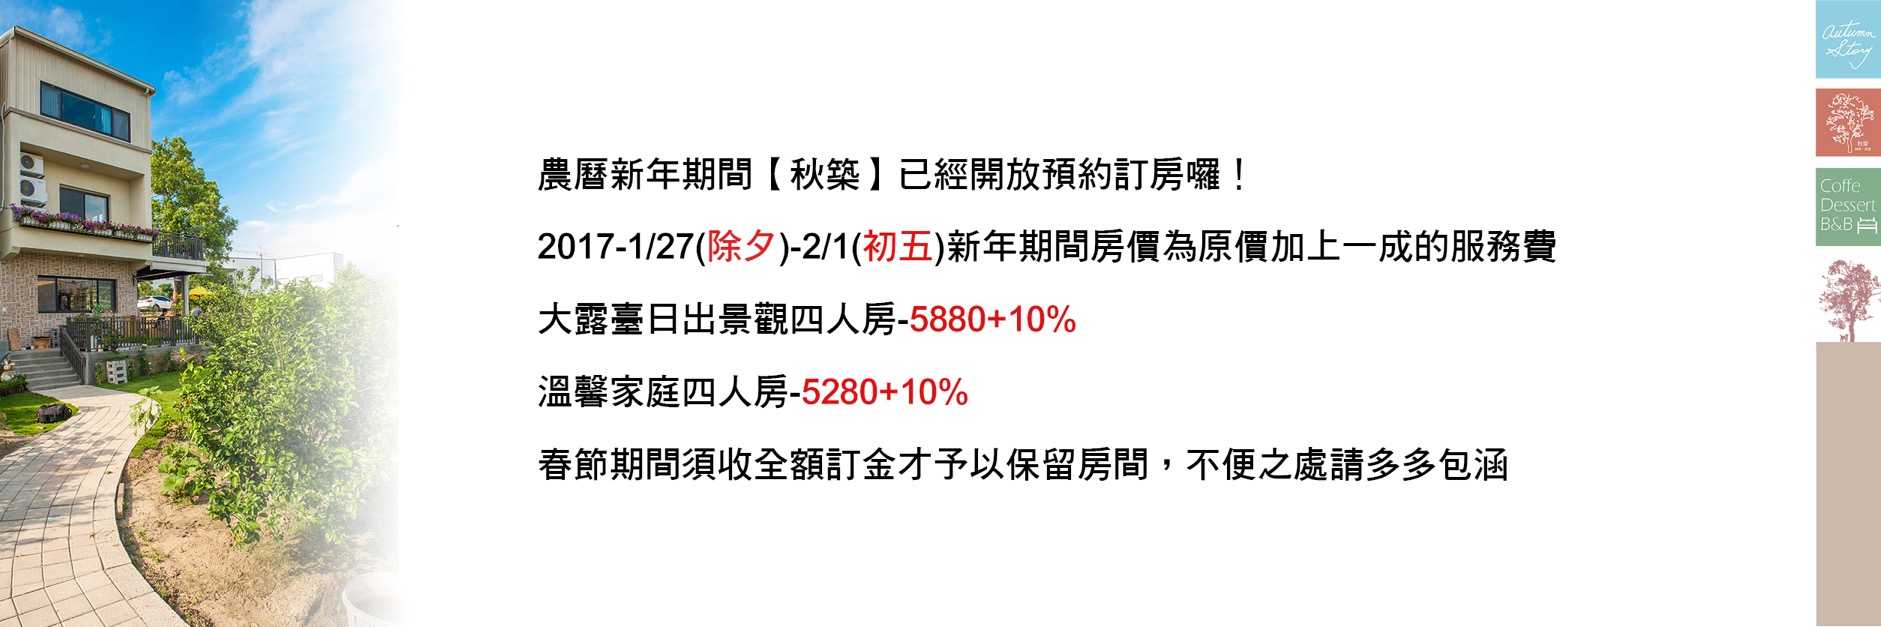 農曆新年期間【秋築】已經開放預約訂房囉！
2017-1/27(除夕)-2/1(初五)新年期間房價為原價加上一成的服務費
大露臺日出景觀四人房-5880+10%
溫馨家庭四人房-5280+10%
春節期間須收全額訂金才予以保留房間，不便之處請多多包涵
autumn
Story
秋築
Coffe
Dessert
B&B